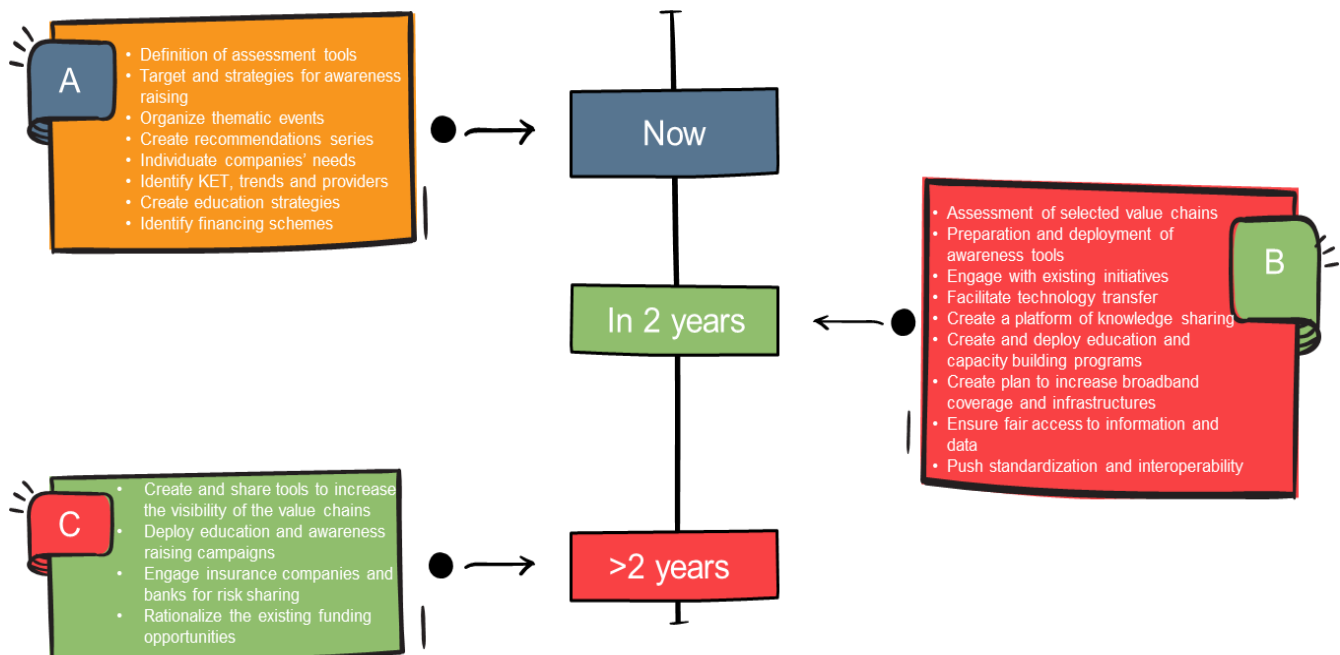 A
• Definition of assessment tools
• Target and strategies for awareness
raising
• Organize thematic events
• Create recommendations series
• Individuate companies' needs
• Identify KET, trends and providers
• Create education strategies
• Identify financing schemes
Now
B
• Assessment of selected value chains
• Preparation and deployment of
awareness tools
• Engage with existing initiatives
• Facilitate technology transfer
• Create a platform of knowledge sharing
• Create and deploy education and
capacity building programs
• Create plan to increase broadband
coverage and infrastructures
• Ensure fair access to information and
data
• Push standardization and interoperability
In 2 years
C
• Create and share tools to increase
the visibility of the value chains
• Deploy education and awareness
raising campaigns
• Engage insurance companies and
banks for risk sharing
• Rationalize the existing funding
opportunities
>2 years